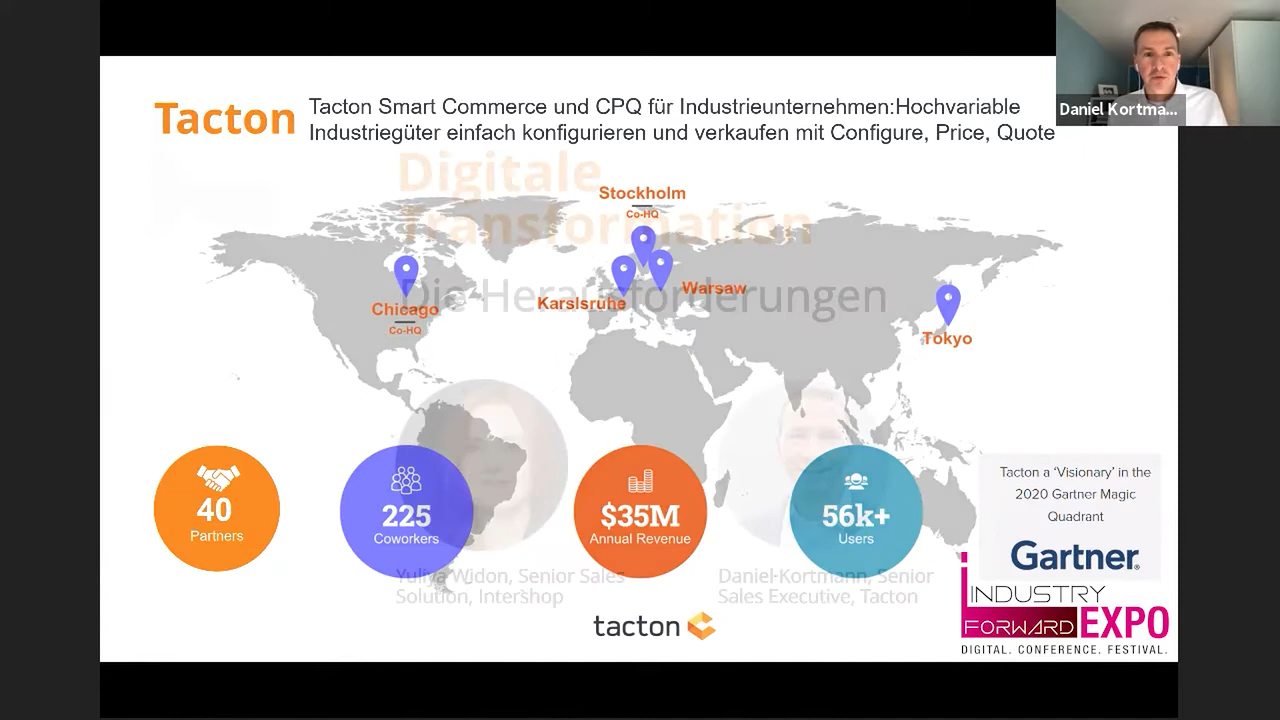 Daniel Kortma...
Tacton
Tacton Smart Commerce und CPQ für Industrieunternehmen:Hochvariable
Industriegüter einfach konfigurieren und verkaufen mit Configure, Price, Quote
Digitale
Transformation
Die Herausforderungen
Stockholm
Co-HQ
Chicago
Co-HQ
Karslsruhe
Warsaw
Tokyo
40
Partners
225
Coworkers
$35M
Annual Revenue
56k+
Users
Tacton a ‘Visionary’ in the
2020 Gartner Magic
Quadrant
Gartner®
Yuliya Widon, Senior Sales
Solution, Intershop
Daniel Kortmann, Senior
Sales Executive, Tacton
tacton
INDUSTRY
FORWARD EXPO
DIGITAL. CONFERENCE. FESTIVAL.